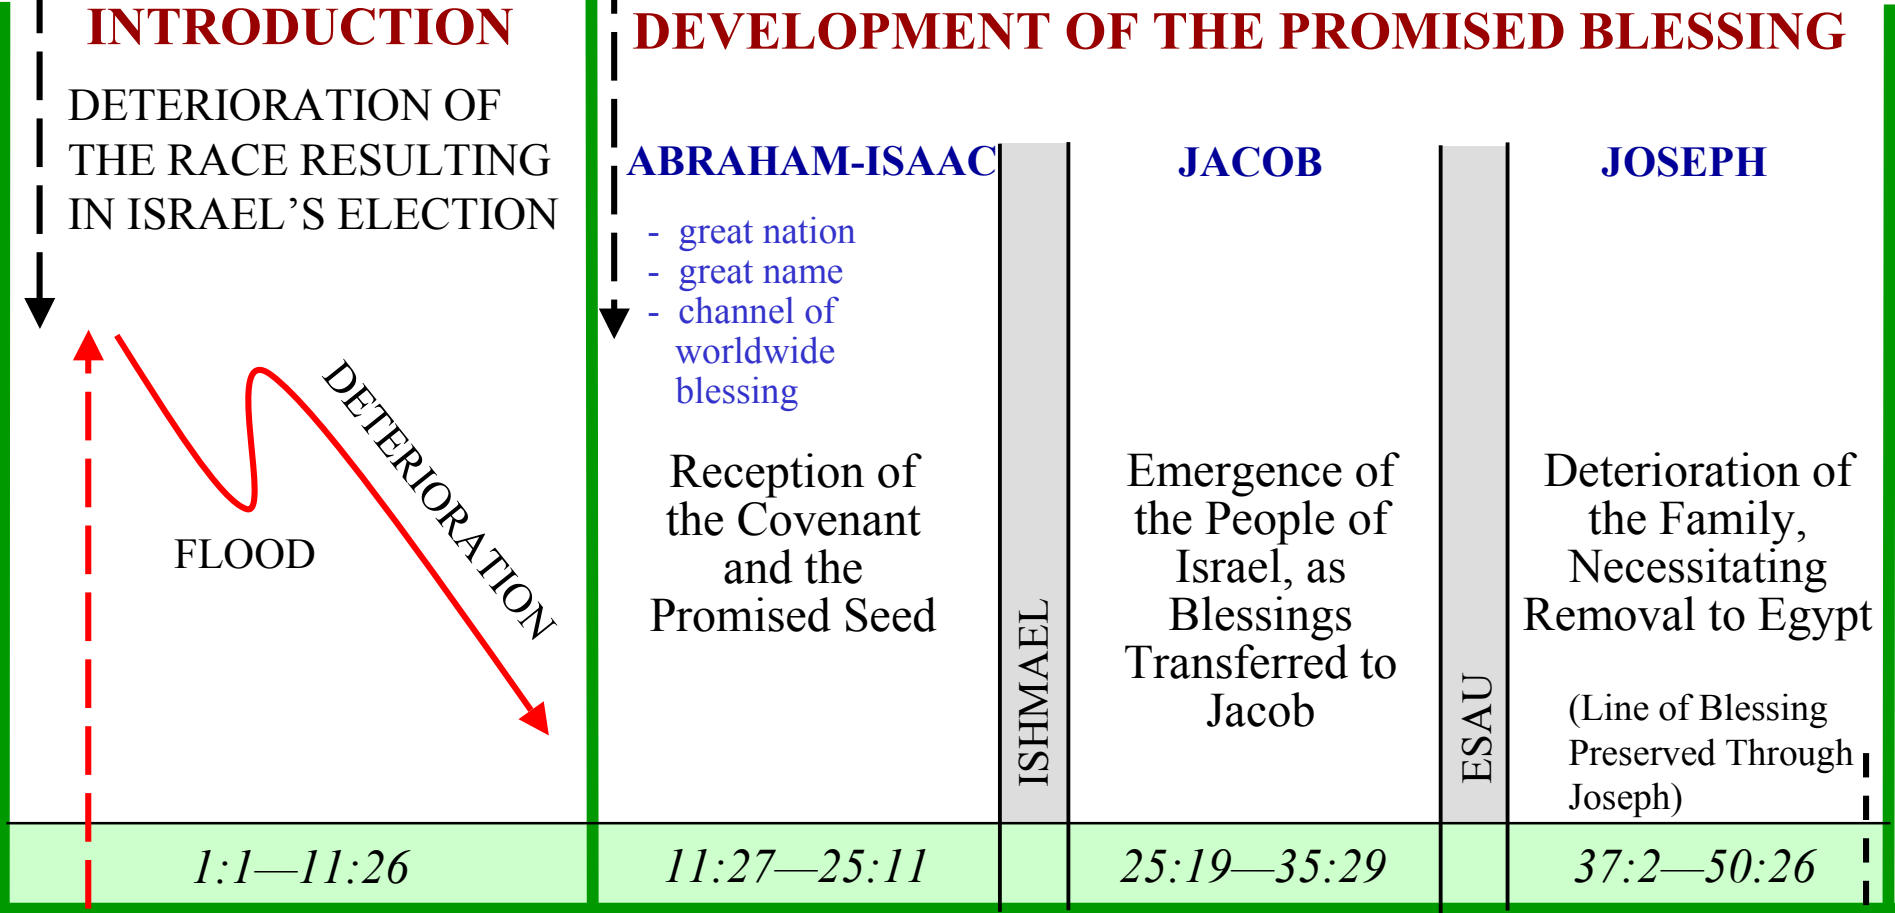 INTRODUCTION
DETERIORATION OF
THE RACE RESULTING
IN ISRAEL’S ELECTION
DETERIORATION
FLOOD
1:1—11:26
DEVELOPMENT OF THE PROMISED BLESSING
ABRAHAM-ISAAC
- great nation
- great name
- channel of
worldwide
blessing
Reception of
the Covenant
and the
Promised Seed
11:27—25:11
ISHMAEL
JACOB
Emergence of
the People of
Israel, as
Blessings
Transferred to
Jacob
25:19—35:29
ESAU
JOSEPH
Deterioration of
the Family,
Necessitating
Removal to Egypt
(Line of Blessing
Preserved Through
Joseph)
37:2—50:26